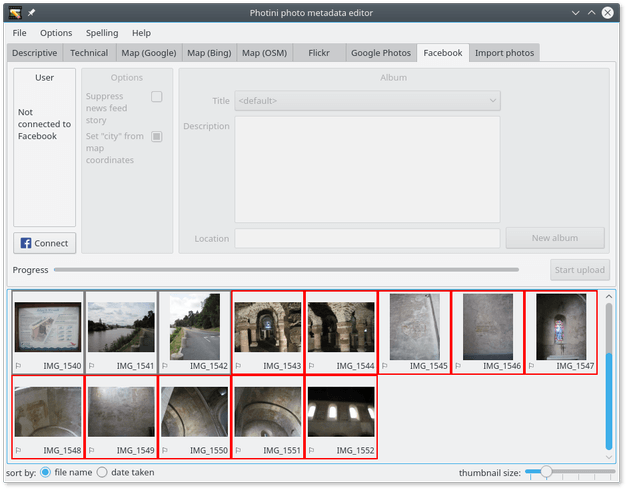 Photini photo metadata editor
File Options Spelling Help
Descriptive Technical Map (Google) Map (Bing) Map (OSM) Flickr Google Photos Facebook Import photos
User
Not
connected to
Facebook
Connect
Options
Suppress
news feed
story
Set "city" from
map
coordinates
Album
Title <default>
Description
Location
New album
Progress
Start upload
IMG_1540 IMG_1541 IMG_1542 IMG_1543 IMG_1544 IMG_1545 IMG_1546 IMG_1547
IMG_1548 IMG_1549 IMG_1550 IMG_1551 IMG_1552
sort by: file name date taken thumbnail size: